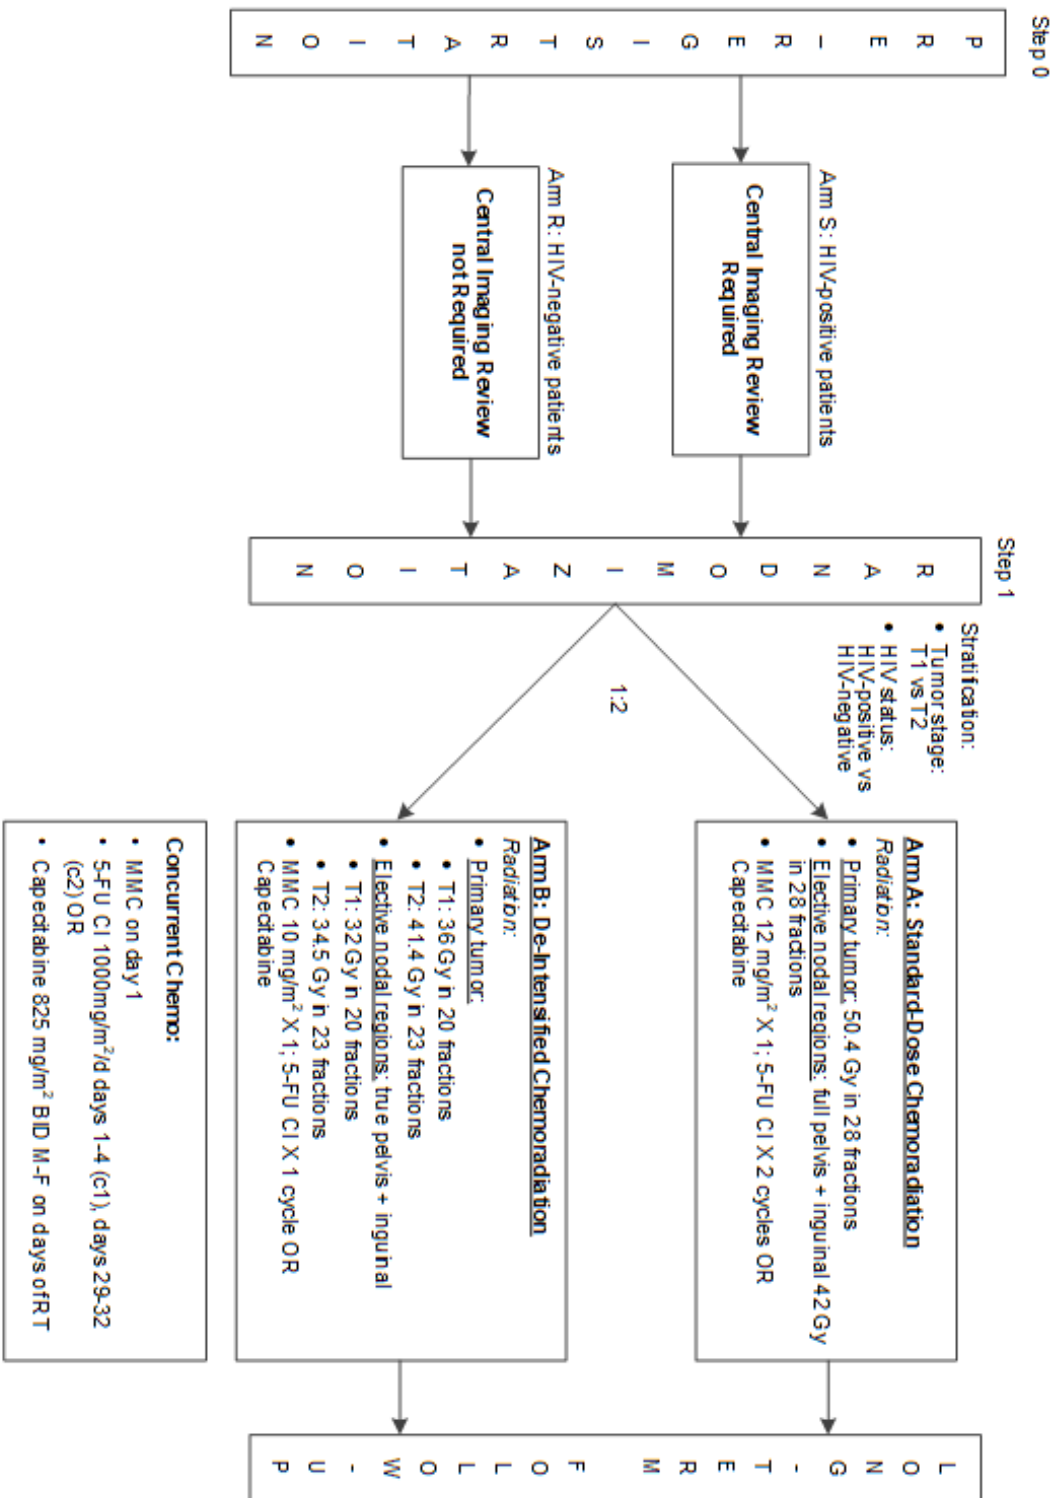 Step 0
PRE-REGISTRATION
Arm S: HIV-positive patients
Central Imaging Review
Required
Arm R: HIV-negative patients
Central Imaging Review
not Required
Step 1
RANDOMIZATION
Stratification:
• Tumor stage:
T1 vs T2
• HIV status:
HIV-positive vs
HIV-negative
1:2
Arm A: Standard-Dose Chemoradiation
Radiation:
• Primary tumor: 50.4 Gy in 28 fractions
• Elective nodal regions: full pelvis + inguinal 42 Gy
in 28 fractions
• MMC 12 mg/m² X 1; 5-FU CI X 2 cycles OR
Capecitabine
Arm B: De-Intensified Chemoradiation
Radiation:
• Primary tumor:
• T1: 36 Gy in 20 fractions
• T2: 41.4 Gy in 23 fractions
• Elective nodal regions: true pelvis + inguinal
• T1: 32 Gy in 20 fractions
• T2: 34.5 Gy in 23 fractions
• MMC 10 mg/m² X 1; 5-FU CI X 1 cycle OR
Capecitabine
Concurrent Chemo:
• MMC on day 1
• 5-FU CI 1000mg/m²/d days 1-4 (c1), days 29-32
(c2) OR
• Capecitabine 825 mg/m² BID M-F on days of RT
LONG-TERM FOLLOW-UP